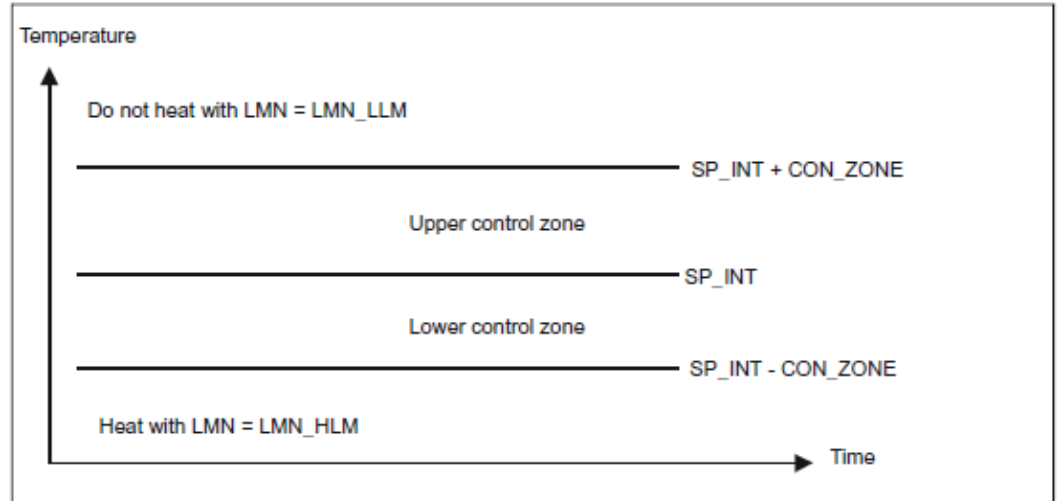 Temperature
Do not heat with LMN = LMN_LLM
SP_INT + CON_ZONE
Upper control zone
SP_INT
Lower control zone
SP_INT - CON_ZONE
Heat with LMN = LMN_HLM
Time